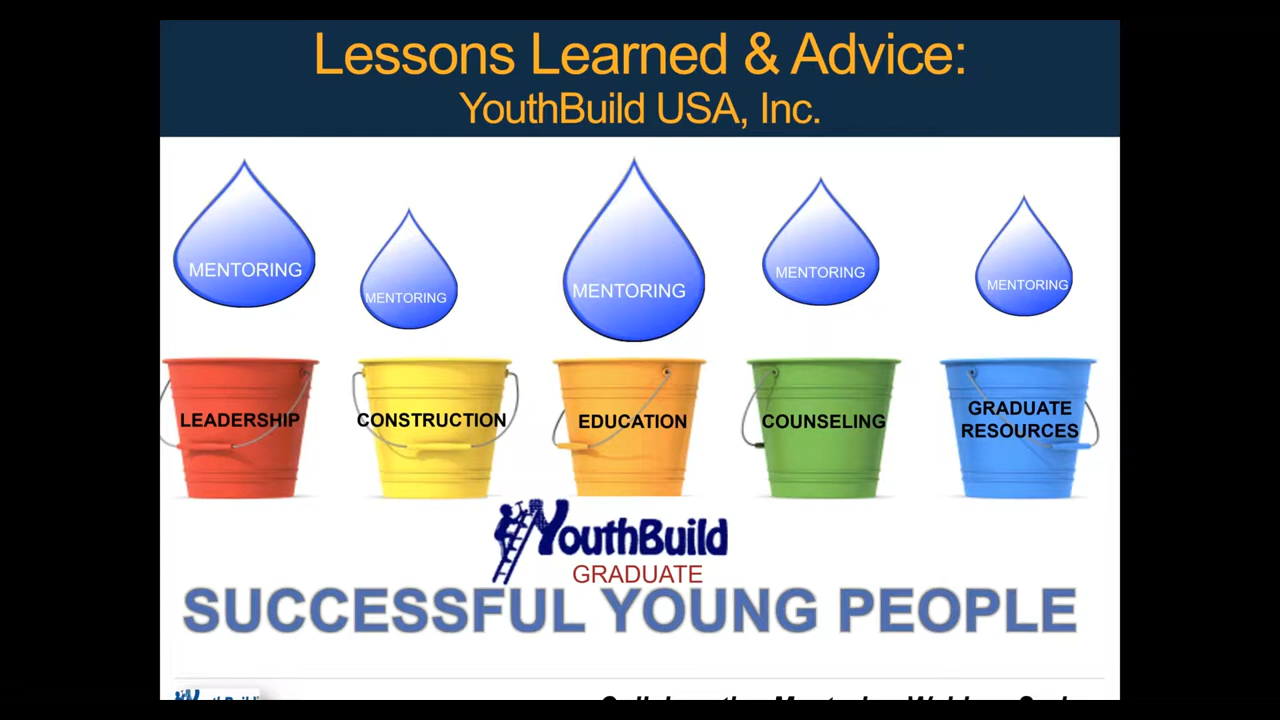 Lessons Learned & Advice:
YouthBuild USA, Inc.
MENTORING
MENTORING
MENTORING
MENTORING
MENTORING
LEADERSHIP
CONSTRUCTION
EDUCATION
COUNSELING
GRADUATE
RESOURCES
YouthBuild
GRADUATE
SUCCESSFUL YOUNG PEOPLE